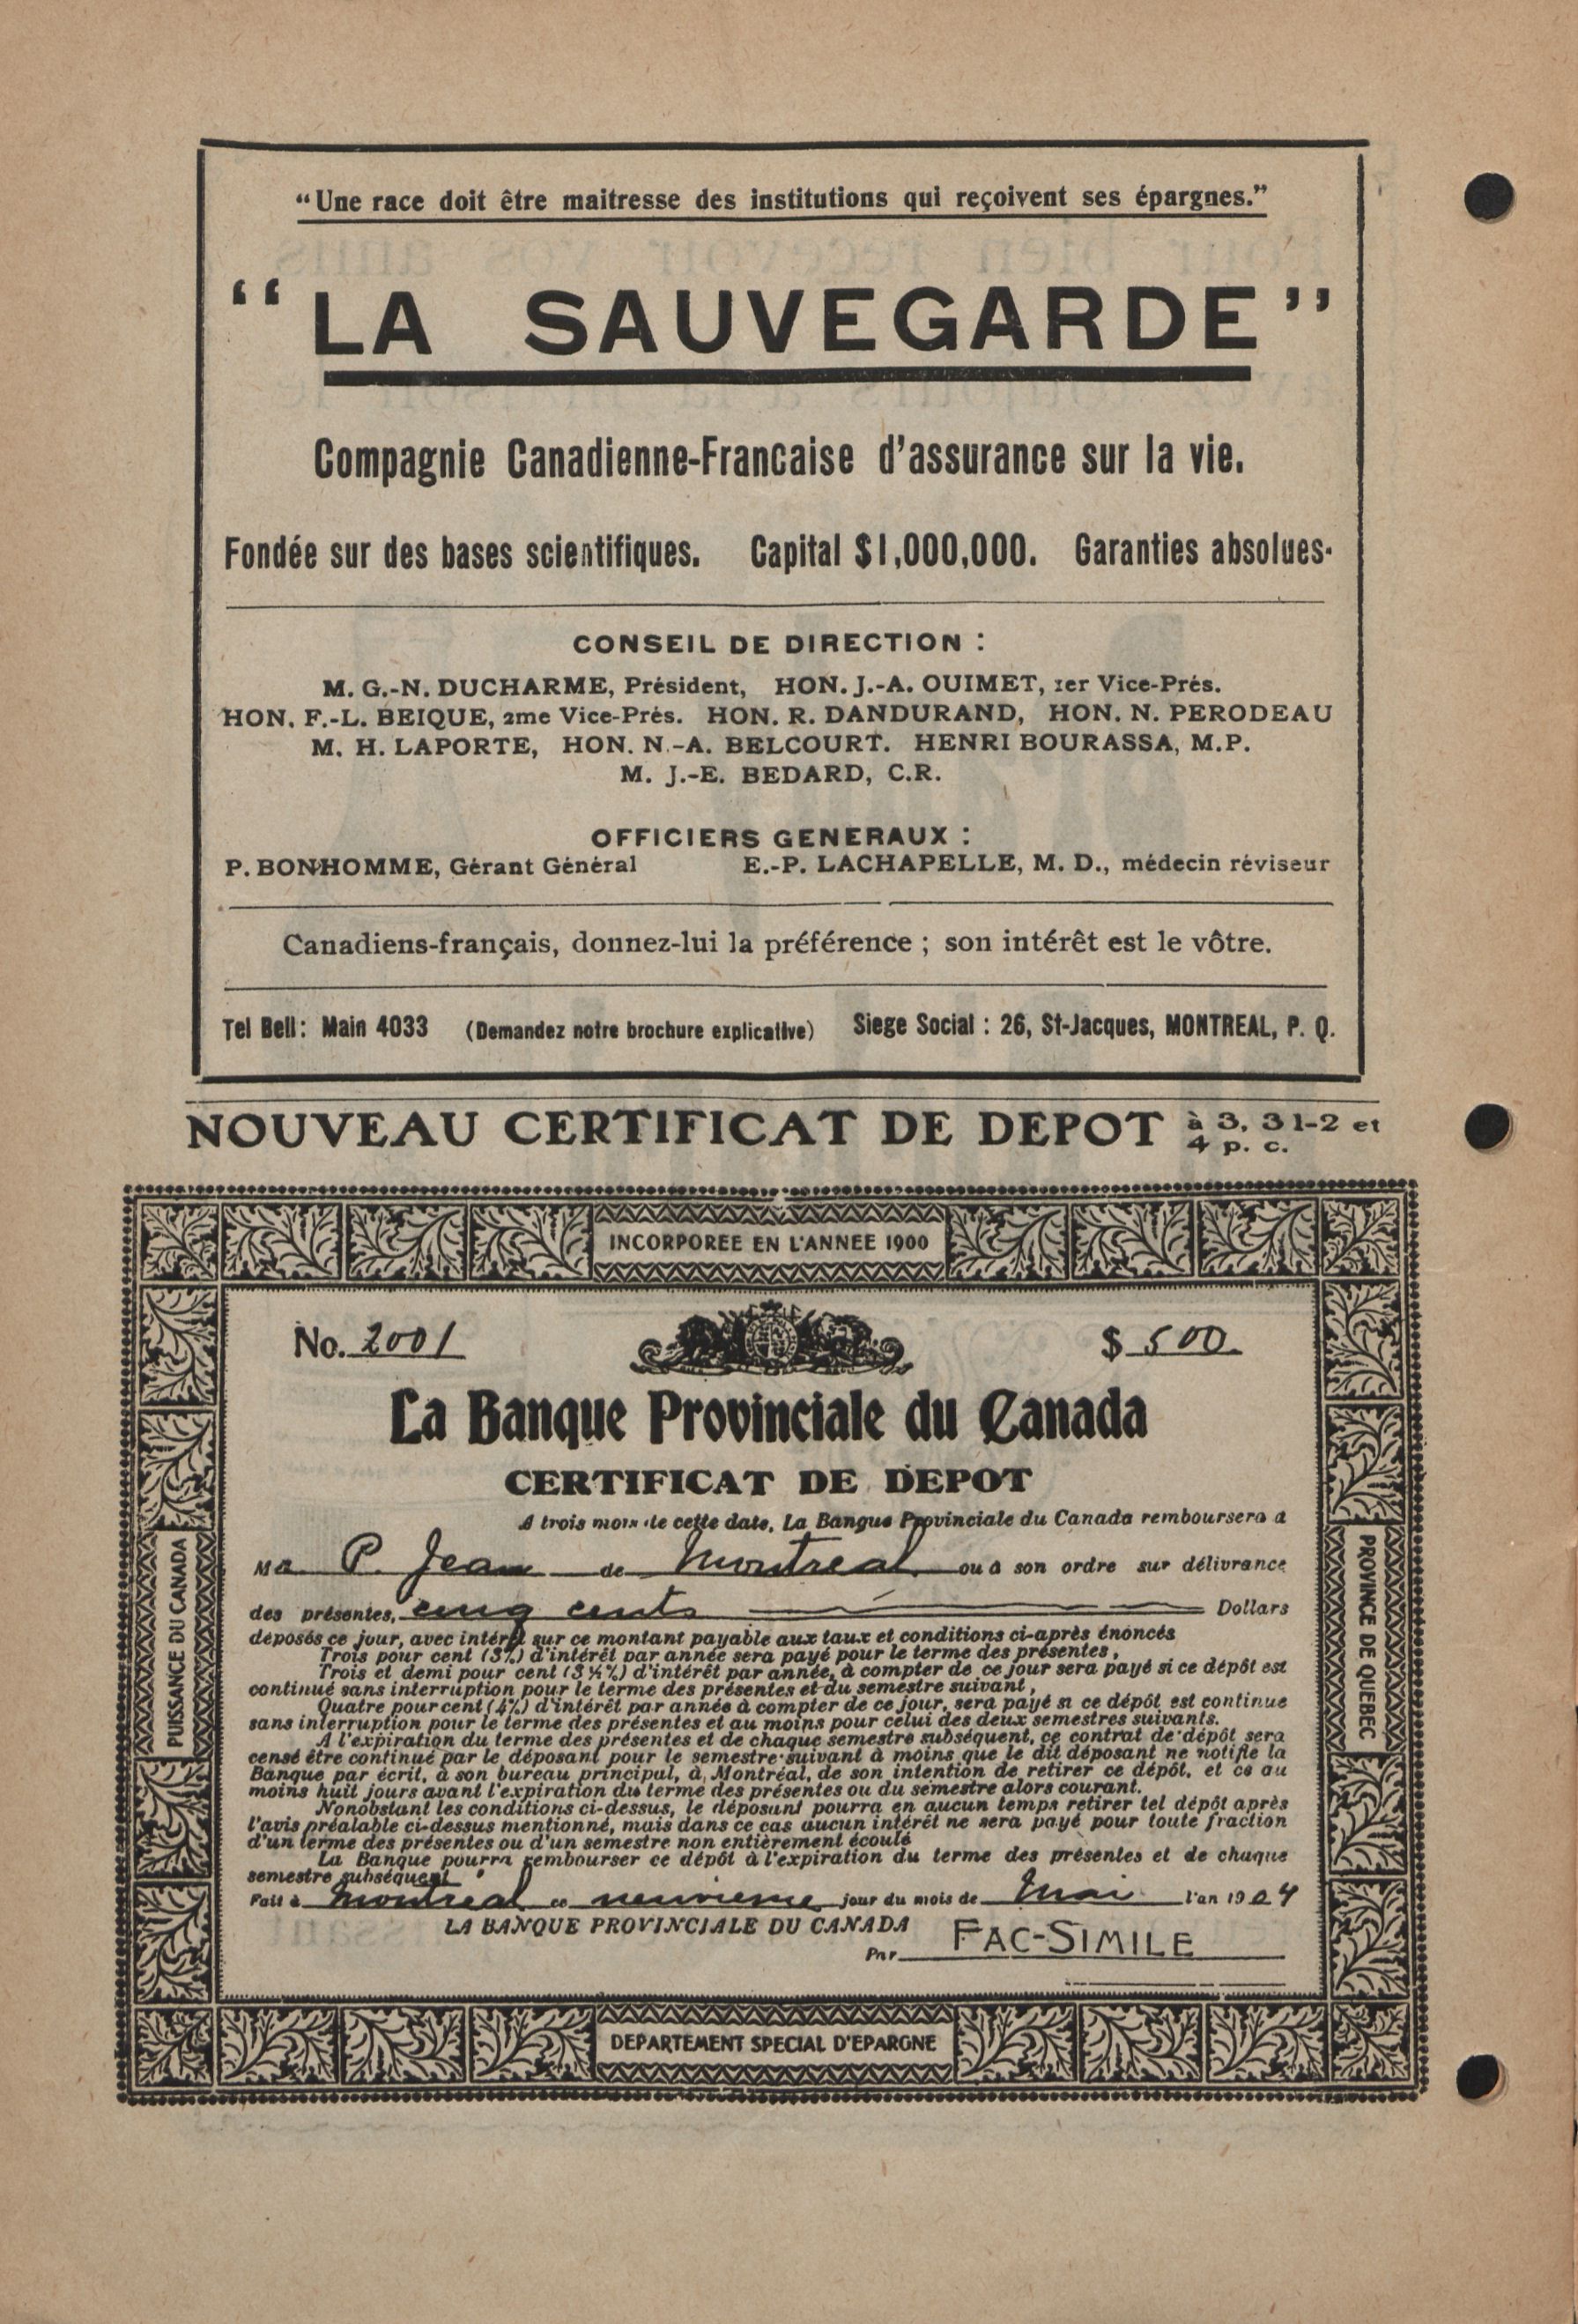 “Une race doit être maitresse des institutions qui reçoivent ses épargnes.”
“LA SAUVEGARDE”
Compagnie Canadienne-Francaise d’assurance sur la vie.
Fondée sur des bases scientifiques. Capital $1,000,000. Garanties absolues.
CONSEIL DE DIRECTION :
M. G.-N. DUCHARME, Président, HON. J.-A. OUIMET, 1er Vice-Prés.
HON. F.-L. BEIQUE, 2me Vice-Prés. HON. R. DANDURAND, HON. N. PERODEAU
M. H. LAPORTE, HON. N.-A. BELCOURT. HENRI BOURASSA, M.P.
M. J.-E. BEDARD, C.R.
OFFICIERS GENERAUX :
P. BONHOMME, Gérant Général E.-P. LACHAPELLE, M. D., médecin réviseur
Canadiens-français, donnez-lui la préférence ; son intérêt est le vôtre.
Tel Bell : Main 4033 (Demandez notre brochure explicative) Siege Social : 26, St-Jacques, MONTREAL, P. Q.
NOUVEAU CERTIFICAT DE DEPOT à 3, 3 1-2 et
4 p. c.
INCORPOREE EN L'ANNEE 1900
No. 2001 $ 500
La Banque Provinciale du Canada
CERTIFICAT DE DEPOT
A trois mois de cette date, La Banque Provinciale du Canada remboursera à
M a P. Jean de Montreal ou à son ordre sur délivrance
des présentes, cinq cents Dollars
déposés ce jour, avec intérêt sur ce montant payable aux taux et conditions ci-après énoncés
Trois pour cent (3%) d'intérêt par année sera payé pour le terme des présentes,
Trois et demi pour cent (3 ½%) d'intérêt par année, à compter de ce jour sera payé si ce dépôt est
continué sans interruption pour le terme des présentes et du semestre suivant,
Quatre pour cent (4%) d'intérêt par année à compter de ce jour, sera payé si ce dépôt est continue
sans interruption pour le terme des présentes et au moins pour celui des deux semestres suivants.
A l'expiration du terme des présentes et de chaque semestre subséquent, ce contrat de dépôt sera
censé être continué par le déposant pour le semestre suivant à moins que le dit déposant ne notifie la
Banque par écrit, à son bureau principal, à Montréal, de son intention de retirer ce dépôt, et ce au
moins huit jours avant l'expiration du terme des présentes ou du semestre alors courant.
Nonobstant les conditions ci-dessus, le déposant pourra en aucun temps retirer tel dépôt après
l'avis préalable ci-dessus mentionné, mais dans ce cas aucun intérêt ne sera payé pour toute fraction
d'un terme des présentes ou d'un semestre non entièrement écoulé
La Banque pourra rembourser ce dépôt à l'expiration du terme des présentes et de chaque
semestre subséquent
Fait à Montreal ce neuvieme jour du mois de Mai l'an 1904
LA BANQUE PROVINCIALE DU CANADA
Par FAC-SIMILE
PUISSANCE DU CANADA
PROVINCE DE QUEBEC
DEPARTEMENT SPECIAL D'EPARGNE